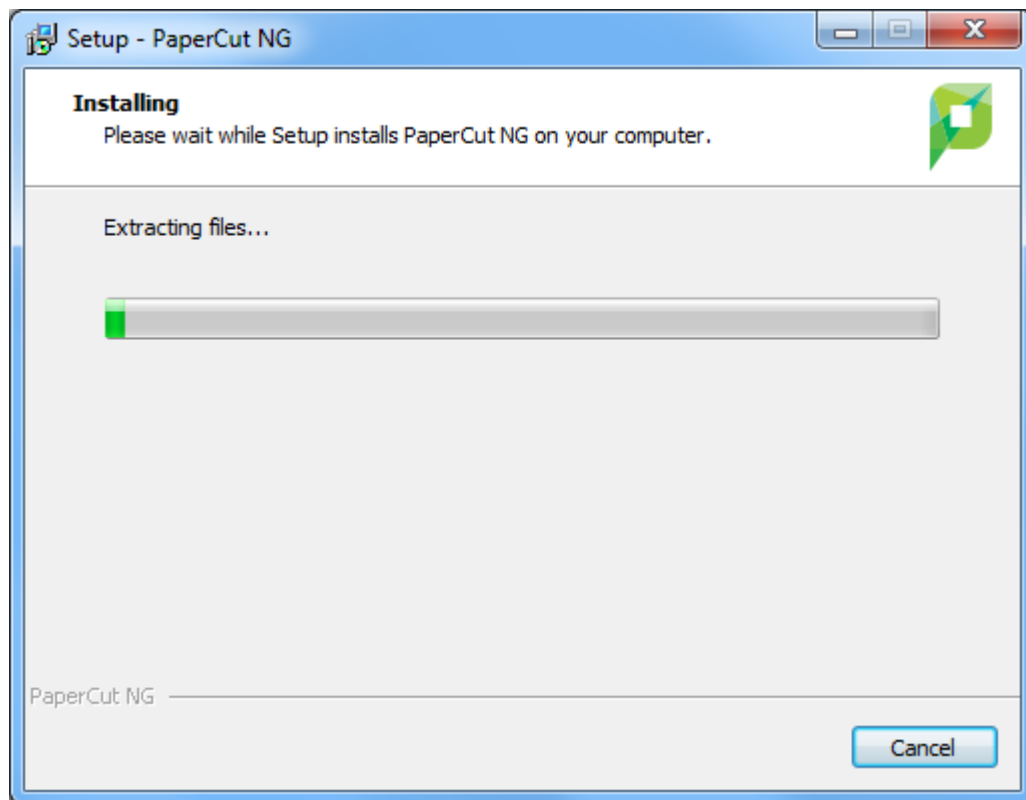 Setup - PaperCut NG
Installing
Please wait while Setup installs PaperCut NG on your computer.
Extracting files...
PaperCut NG
Cancel